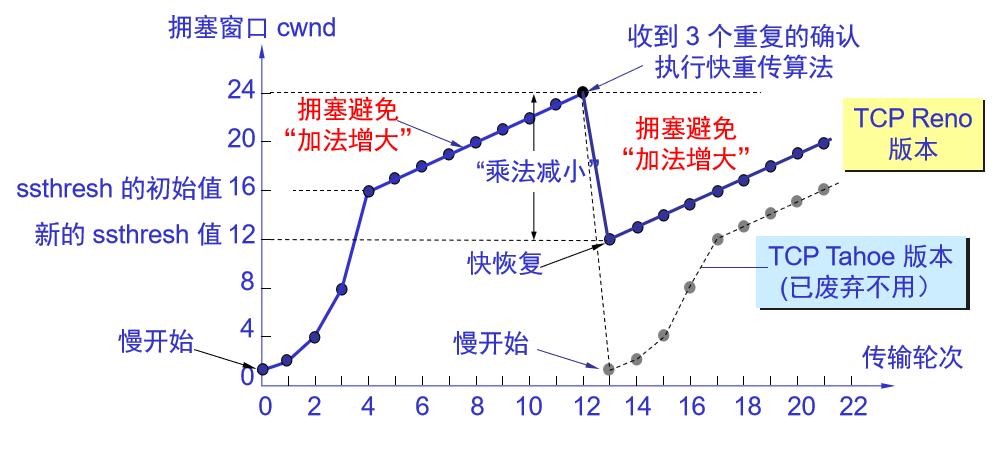 拥塞窗口 cwnd
收到 3 个重复的确认
执行快重传算法
24
拥塞避免
“加法增大”
拥塞避免
“加法增大”
TCP Reno
版本
20
“乘法减小”
ssthresh 的初始值 16
新的 ssthresh 值 12
快恢复
TCP Tahoe 版本
(已废弃不用）
8
4
慢开始
慢开始
传输轮次
0
0 2 4 6 8 10 12 14 16 18 20 22